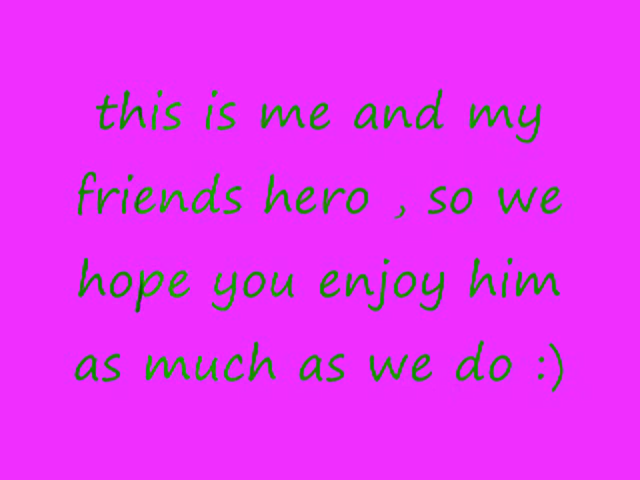 this is me and my
friends hero , so we
hope you enjoy him
as much as we do :)